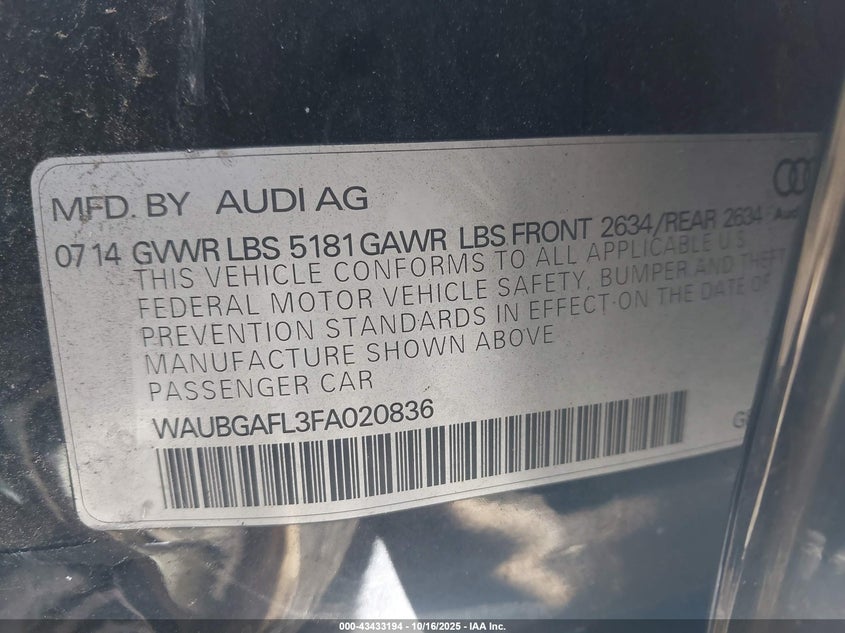 MFD. BY AUDI AG
Audi
0714 GVWR LBS 5181 GAWR LBS FRONT 2634/REAR 2634
THIS VEHICLE CONFORMS TO ALL APPLICABLE U.S.
FEDERAL MOTOR VEHICLE SAFETY, BUMPER AND THEFT
PREVENTION STANDARDS IN EFFECT ON THE DATE OF
MANUFACTURE SHOWN ABOVE
PASSENGER CAR
WAUBGAFL3FA020836
000-43433194 - 10/16/2025 - IAA Inc.